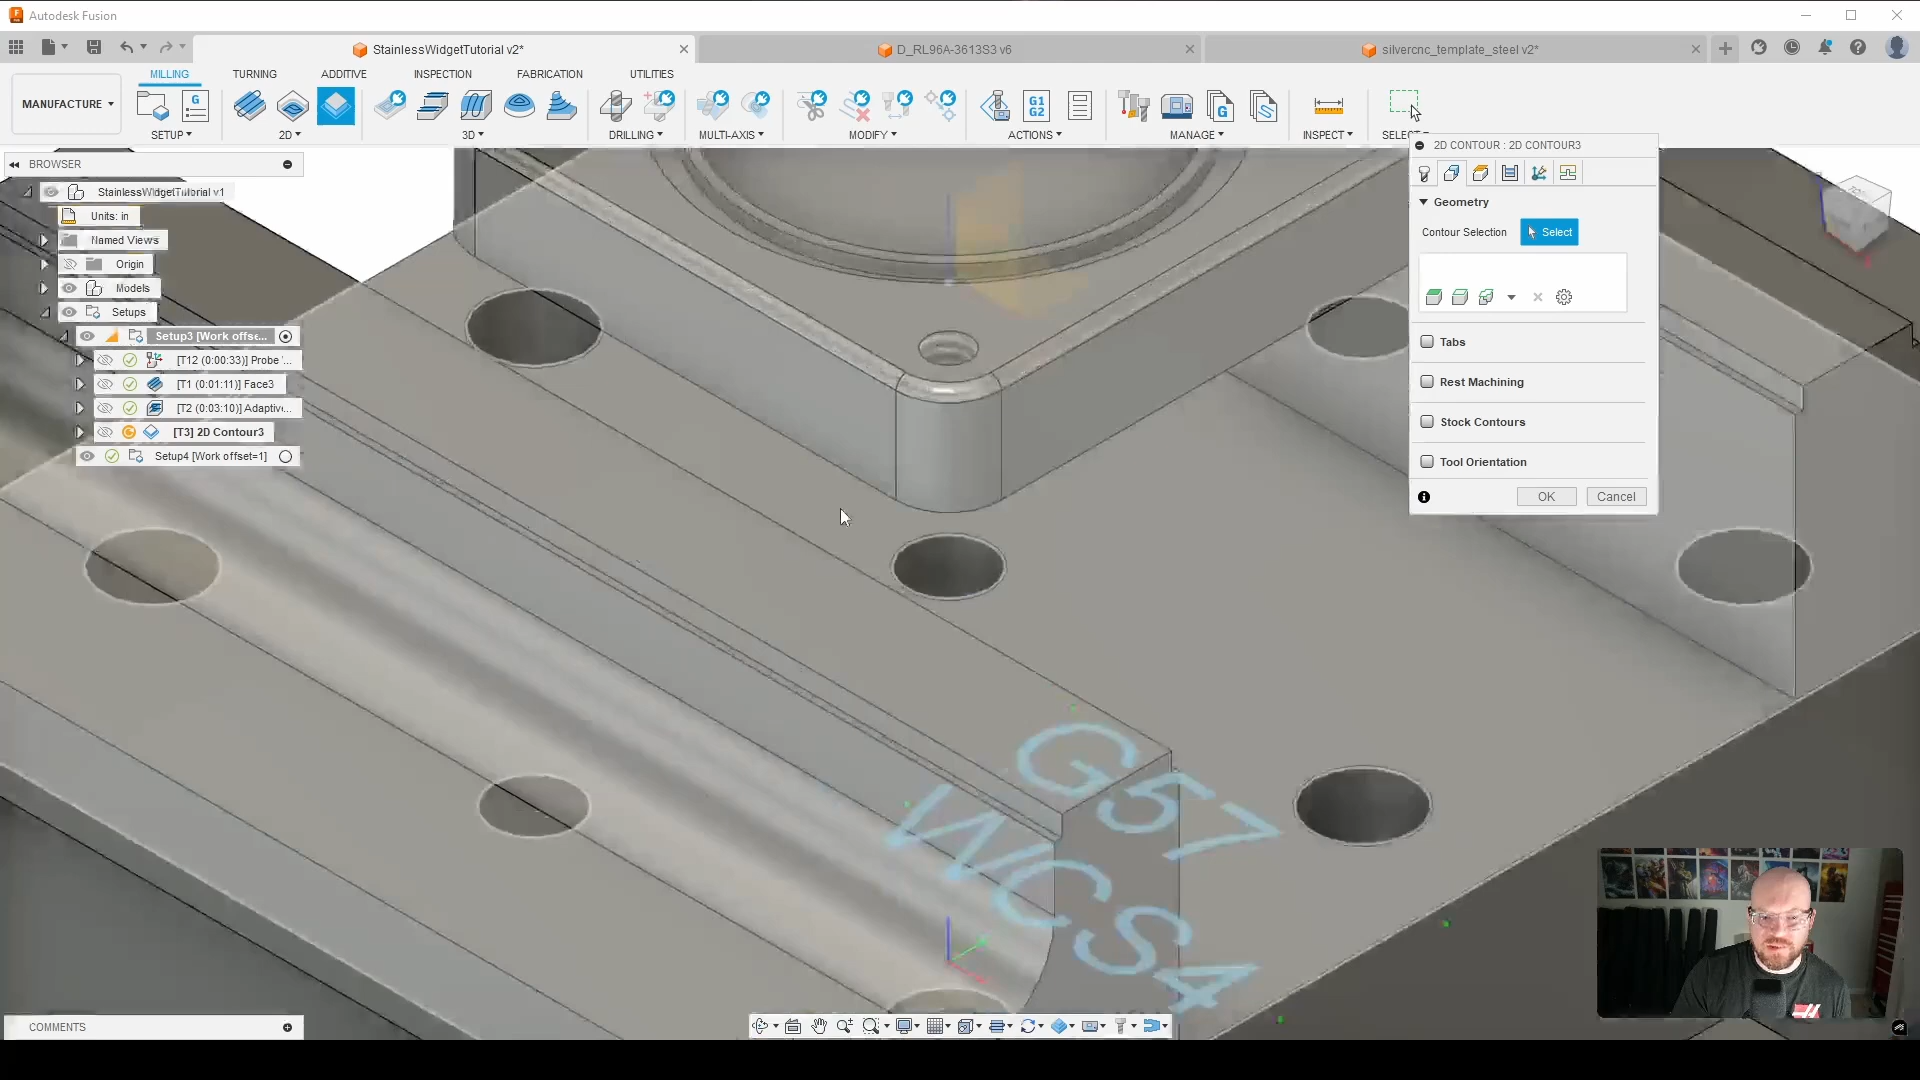 Autodesk Fusion
StainlessWidgetTutorial v2*
D_RL96A-3613S3 v6
silvercnc_template_steel v2*
MILLING
TURNING
ADDITIVE
INSPECTION
FABRICATION
UTILITIES
MANUFACTURE
G
G1
G2
G
SETUP
2D
3D
DRILLING
MULTI-AXIS
MODIFY
ACTIONS
MANAGE
INSPECT
SELECT
BROWSER
StainlessWidgetTutorial v1
Units: in
Named Views
Origin
Models
Setups
Setup3 [Work offse...
[T12 (0:00:33)] Probe '...
[T1 (0:01:11)] Face3
[T2 (0:03:10)] Adaptiv...
[T3] 2D Contour3
Setup4 [Work offset=1]
2D CONTOUR : 2D CONTOUR3
Geometry
Contour Selection
Select
Tabs
Rest Machining
Stock Contours
Tool Orientation
OK
Cancel
G57
WCS4
COMMENTS